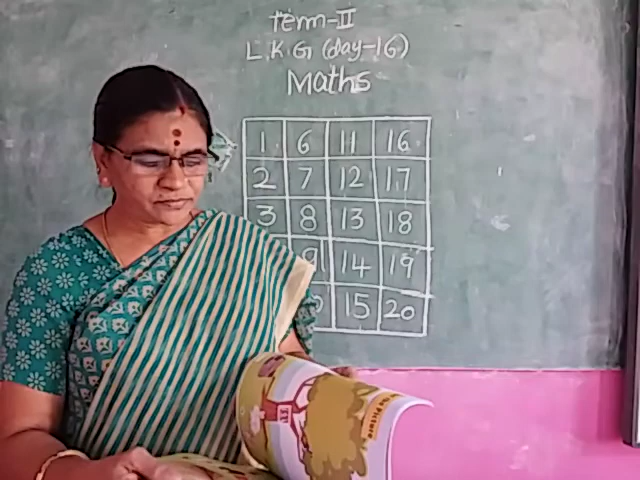 Term-II
L.K.G (day-16)
Maths
1 6 11 16
2 7 12 17
3 8 13 18
9 14 19
15 20
Picture